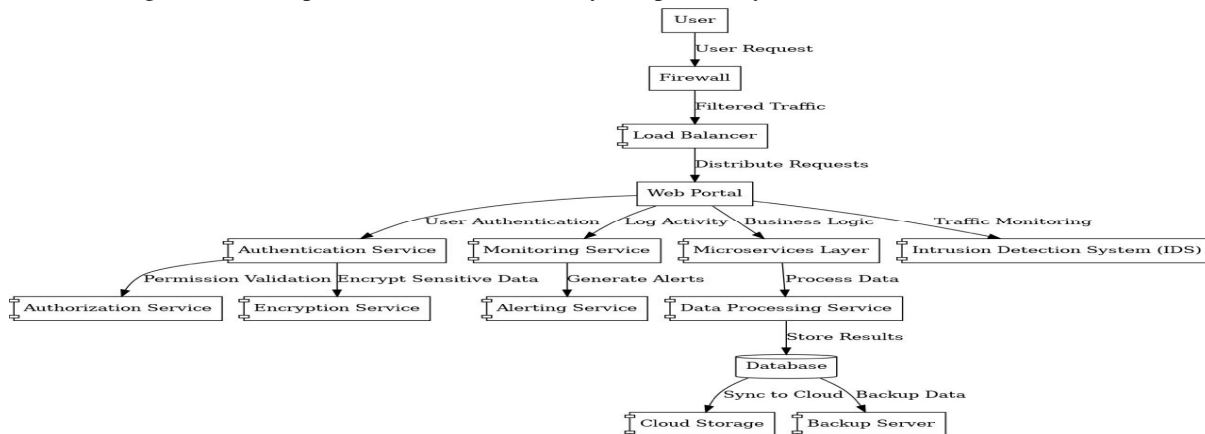 User
User Request
Firewall
Filtered Traffic
Load Balancer
Distribute Requests
Web Portal
User Authentication Log Activity Business Logic Traffic Monitoring
Authentication Service Monitoring Service Microservices Layer Intrusion Detection System (IDS)
Permission Validation Encrypt Sensitive Data Generate Alerts Process Data
Authorization Service Encryption Service Alerting Service Data Processing Service
Store Results
Database
Sync to Cloud Backup Data
Cloud Storage Backup Server